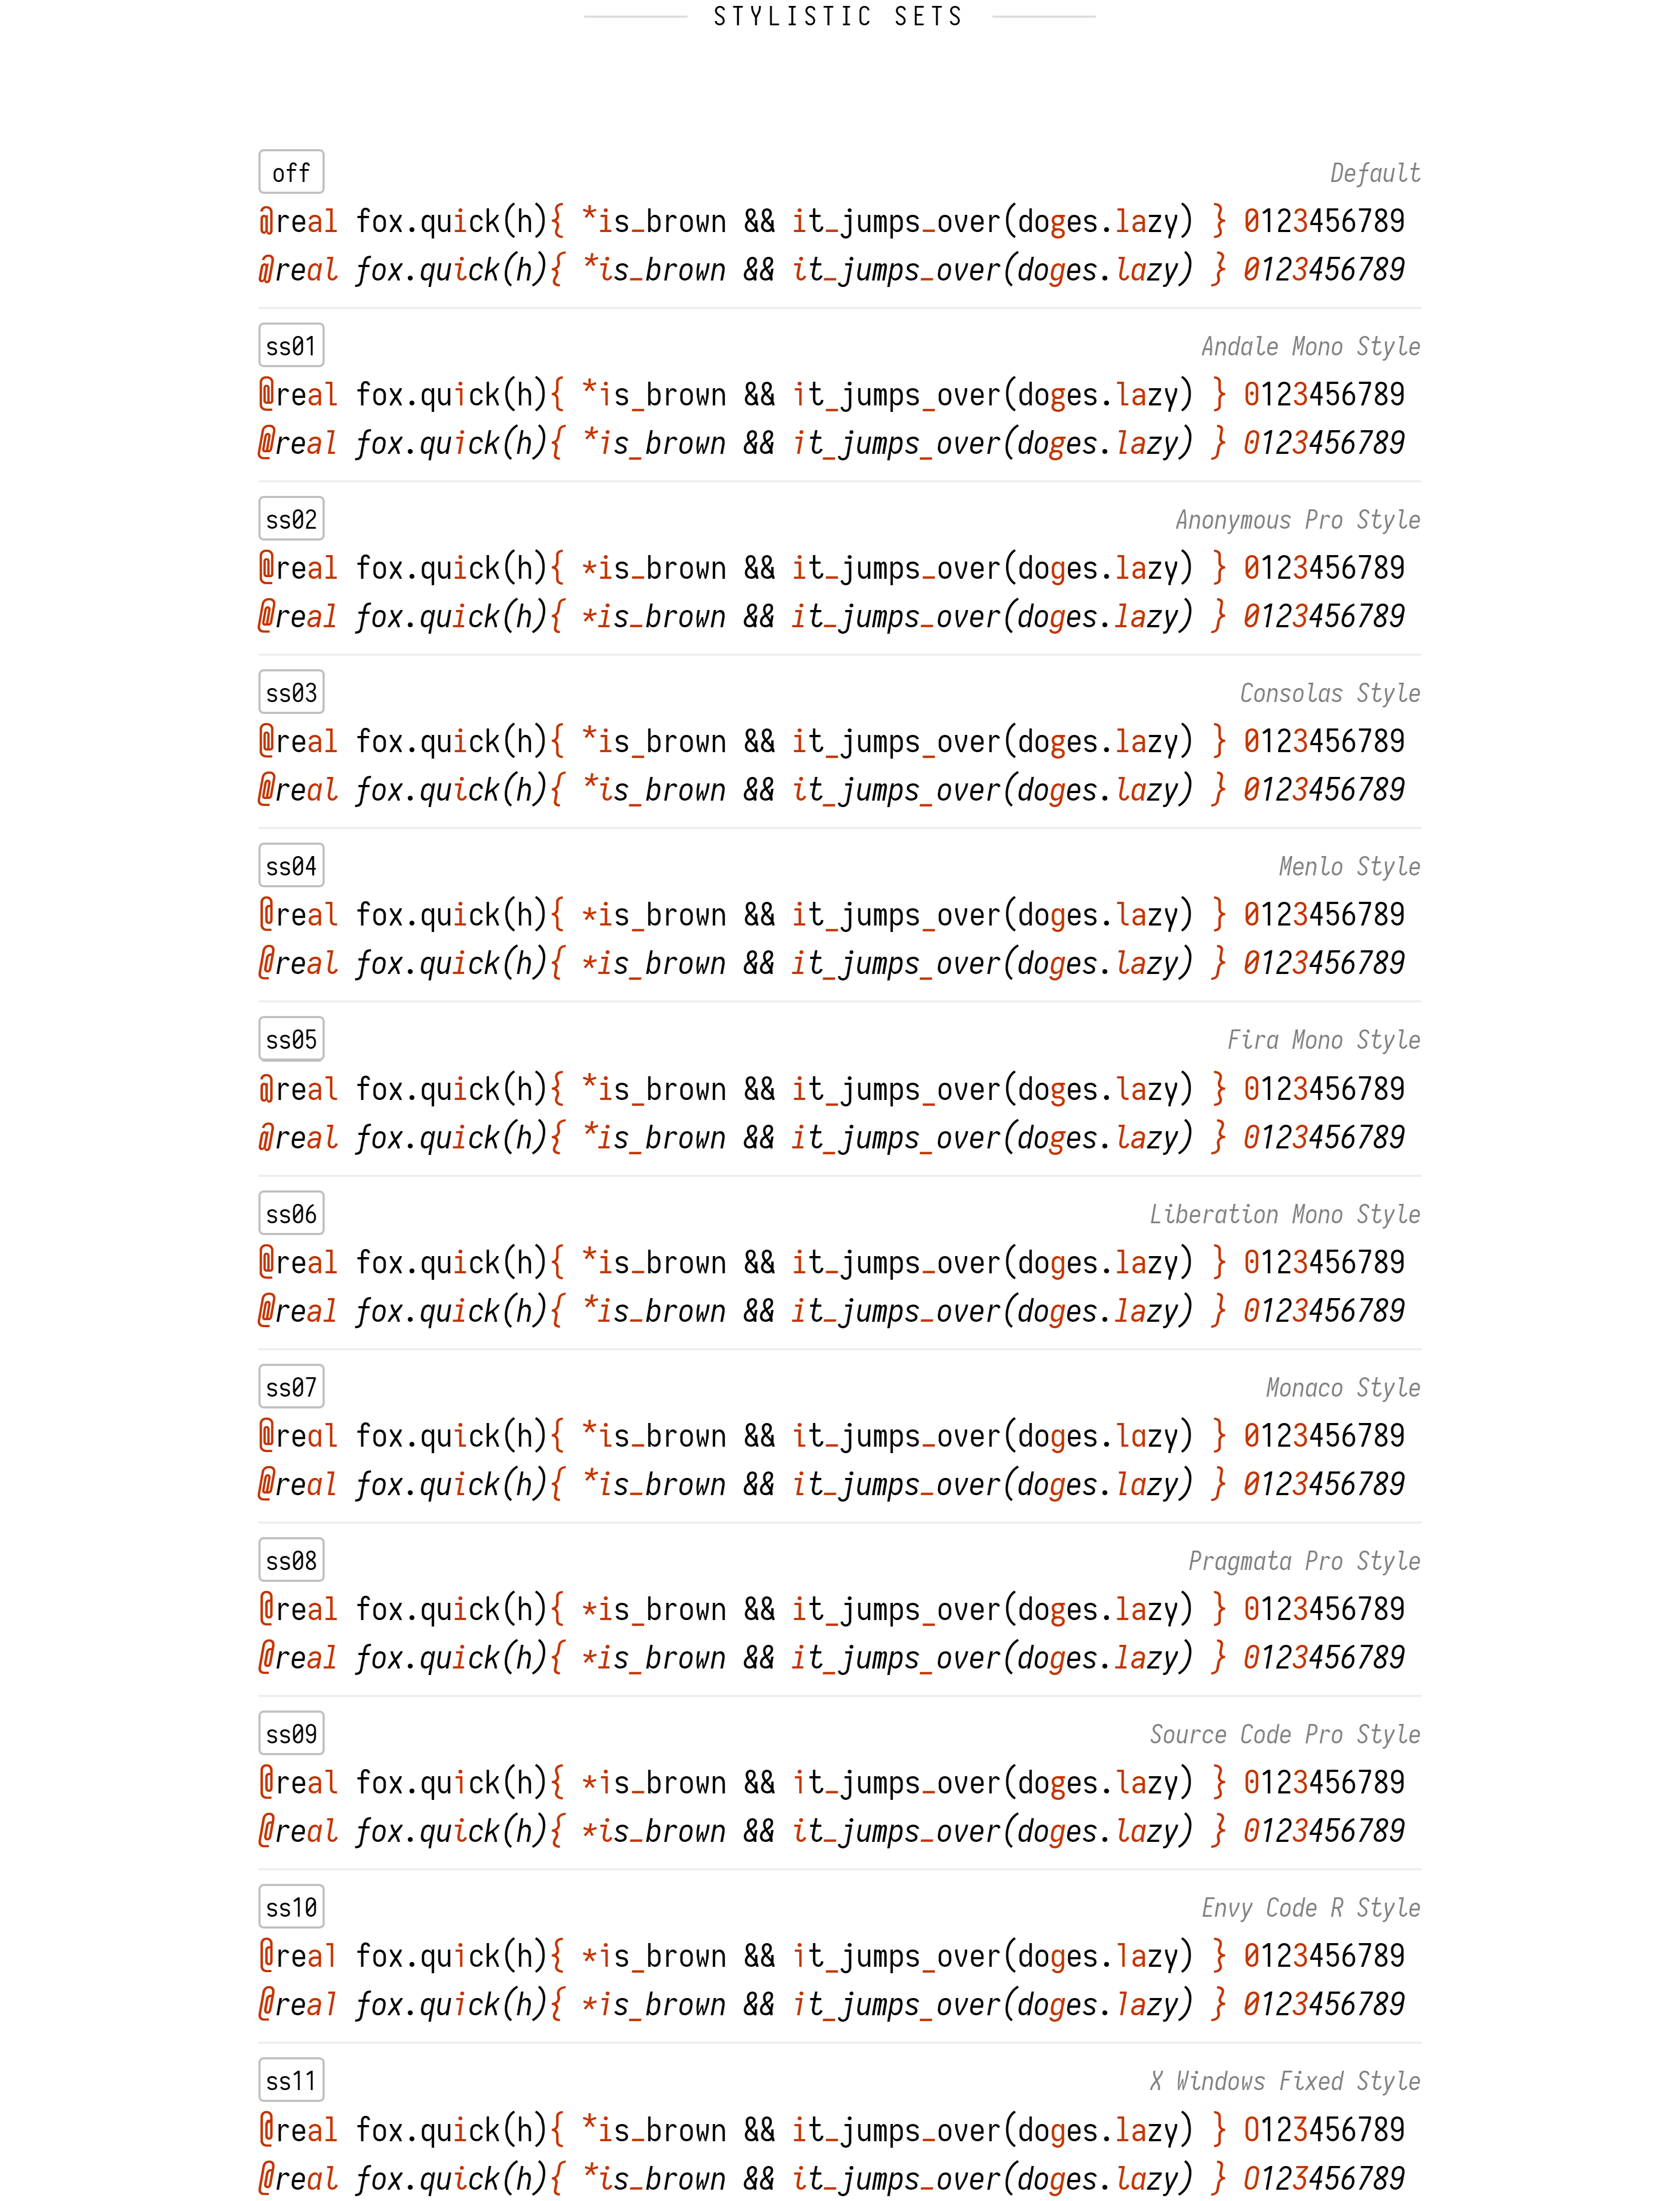 STYLISTIC SETS
off Default
@real fox.quick(h){ *is_brown && it_jumps_over(doges.lazy) } 0123456789
@real fox.quick(h){ *is_brown && it_jumps_over(doges.lazy) } 0123456789
ss01 Andale Mono Style
@real fox.quick(h){ *is_brown && it_jumps_over(doges.lazy) } 0123456789
@real fox.quick(h){ *is_brown && it_jumps_over(doges.lazy) } 0123456789
ss02 Anonymous Pro Style
@real fox.quick(h){ *is_brown && it_jumps_over(doges.lazy) } 0123456789
@real fox.quick(h){ *is_brown && it_jumps_over(doges.lazy) } 0123456789
ss03 Consolas Style
@real fox.quick(h){ *is_brown && it_jumps_over(doges.lazy) } 0123456789
@real fox.quick(h){ *is_brown && it_jumps_over(doges.lazy) } 0123456789
ss04 Menlo Style
@real fox.quick(h){ *is_brown && it_jumps_over(doges.lazy) } 0123456789
@real fox.quick(h){ *is_brown && it_jumps_over(doges.lazy) } 0123456789
ss05 Fira Mono Style
@real fox.quick(h){ *is_brown && it_jumps_over(doges.lazy) } 0123456789
@real fox.quick(h){ *is_brown && it_jumps_over(doges.lazy) } 0123456789
ss06 Liberation Mono Style
@real fox.quick(h){ *is_brown && it_jumps_over(doges.lazy) } 0123456789
@real fox.quick(h){ *is_brown && it_jumps_over(doges.lazy) } 0123456789
ss07 Monaco Style
@real fox.quick(h){ *is_brown && it_jumps_over(doges.lazy) } 0123456789
@real fox.quick(h){ *is_brown && it_jumps_over(doges.lazy) } 0123456789
ss08 Pragmata Pro Style
@real fox.quick(h){ *is_brown && it_jumps_over(doges.lazy) } 0123456789
@real fox.quick(h){ *is_brown && it_jumps_over(doges.lazy) } 0123456789
ss09 Source Code Pro Style
@real fox.quick(h){ *is_brown && it_jumps_over(doges.lazy) } 0123456789
@real fox.quick(h){ *is_brown && it_jumps_over(doges.lazy) } 0123456789
ss10 Envy Code R Style
@real fox.quick(h){ *is_brown && it_jumps_over(doges.lazy) } 0123456789
@real fox.quick(h){ *is_brown && it_jumps_over(doges.lazy) } 0123456789
ss11 X Windows Fixed Style
@real fox.quick(h){ *is_brown && it_jumps_over(doges.lazy) } 0123456789
@real fox.quick(h){ *is_brown && it_jumps_over(doges.lazy) } 0123456789